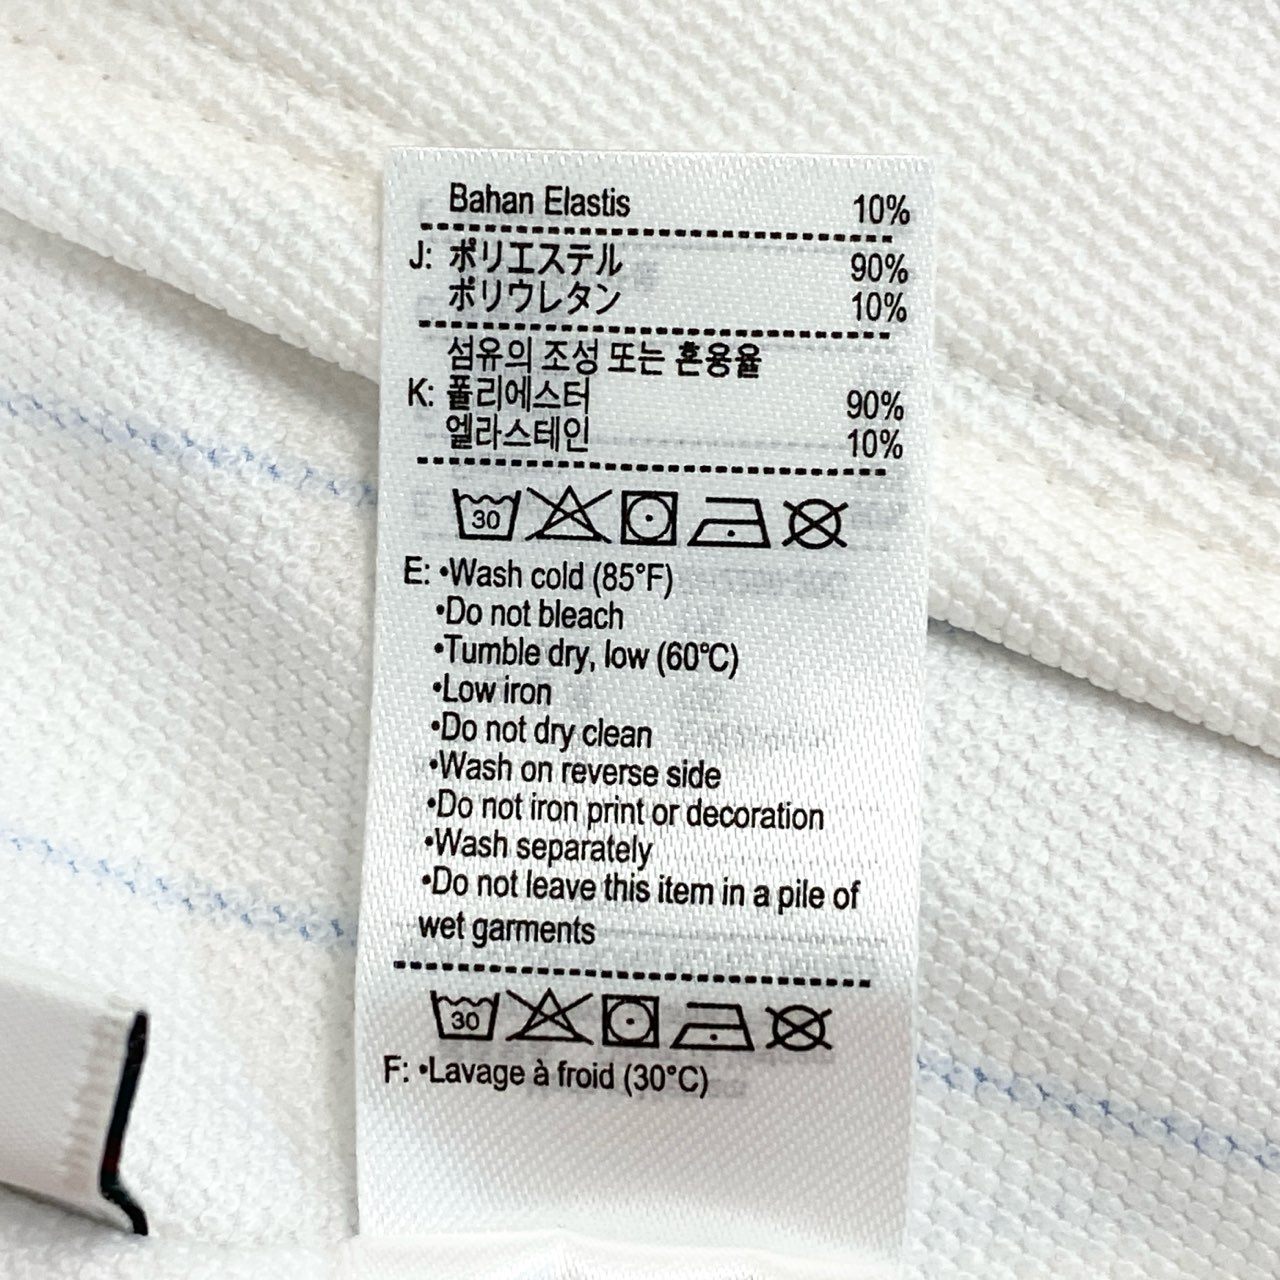 Bahan Elastis 10%
J: ポリエステル 90%
ポリウレタン 10%
섬유의 조성 또는 혼용율
K: 폴리에스터 90%
엘라스테인 10%
30
E: •Wash cold (85°F)
•Do not bleach
•Tumble dry, low (60°C)
•Low iron
•Do not dry clean
•Wash on reverse side
•Do not iron print or decoration
•Wash separately
•Do not leave this item in a pile of
wet garments
30
F: •Lavage à froid (30°C)